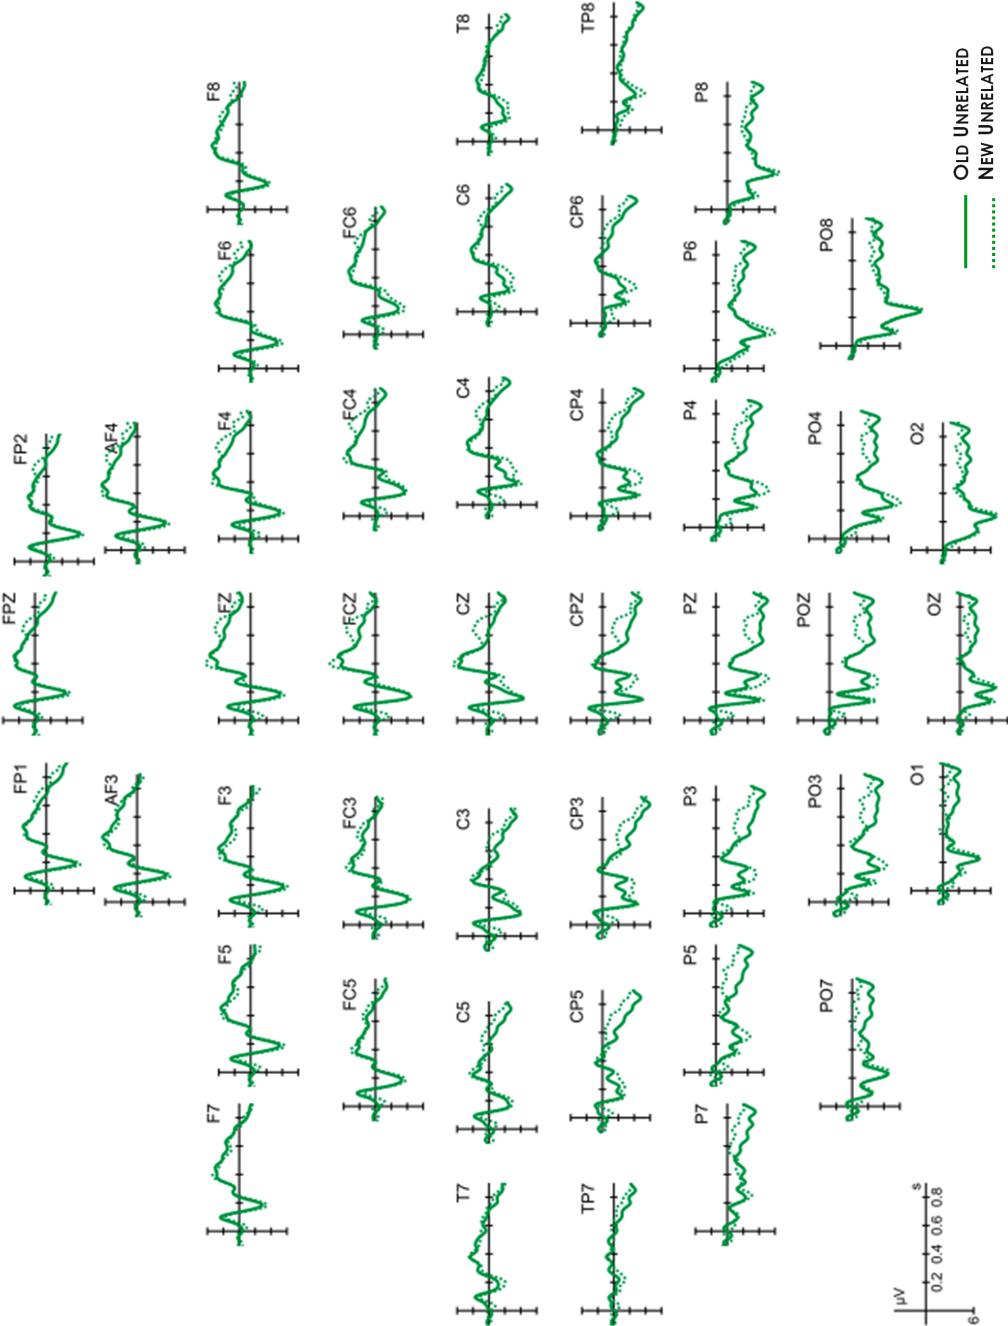 FP1 FPZ FP2
AF3 AF4
F7 F5 F3 FZ F4 F6 F8
FC5 FC3 FCZ FC4 FC6
T7 C5 C3 CZ C4 C6 T8
TP7 CP5 CP3 CPZ CP4 CP6 TP8
P7 P5 P3 PZ P4 P6 P8
PO7 PO3 POZ PO4 PO8
O1 OZ O2
µV
s
0.2 0.4 0.6 0.8
6
OLD UNRELATED
NEW UNRELATED